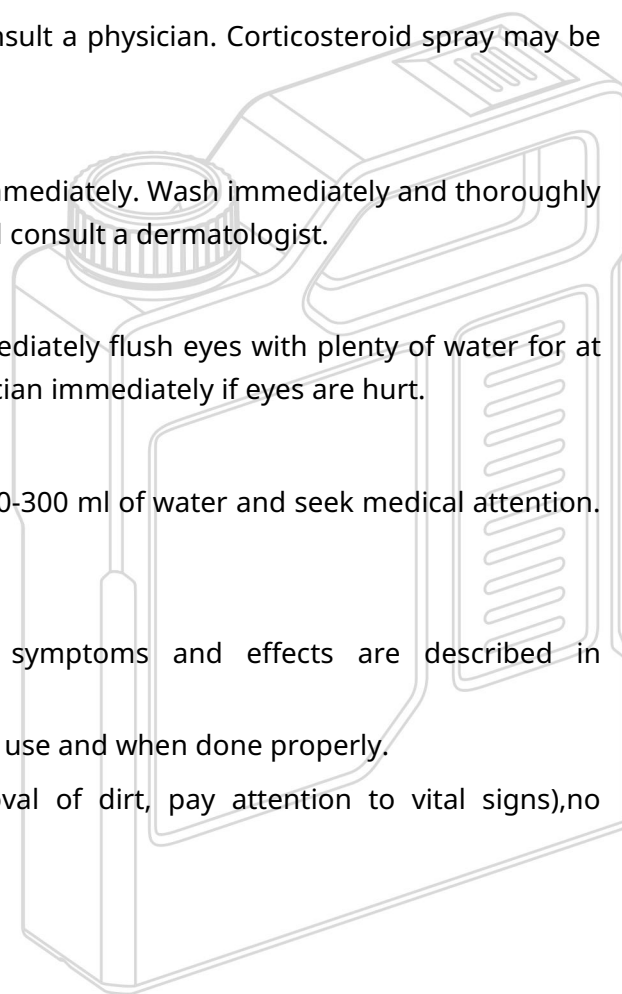 nsult a physician. Corticosteroid spray may be
nmediately. Wash immediately and thoroughly
l consult a dermatologist.
ediately flush eyes with plenty of water for at
cian immediately if eyes are hurt.
0-300 ml of water and seek medical attention.
symptoms and effects are described in
use and when done properly.
oval of dirt, pay attention to vital signs),no